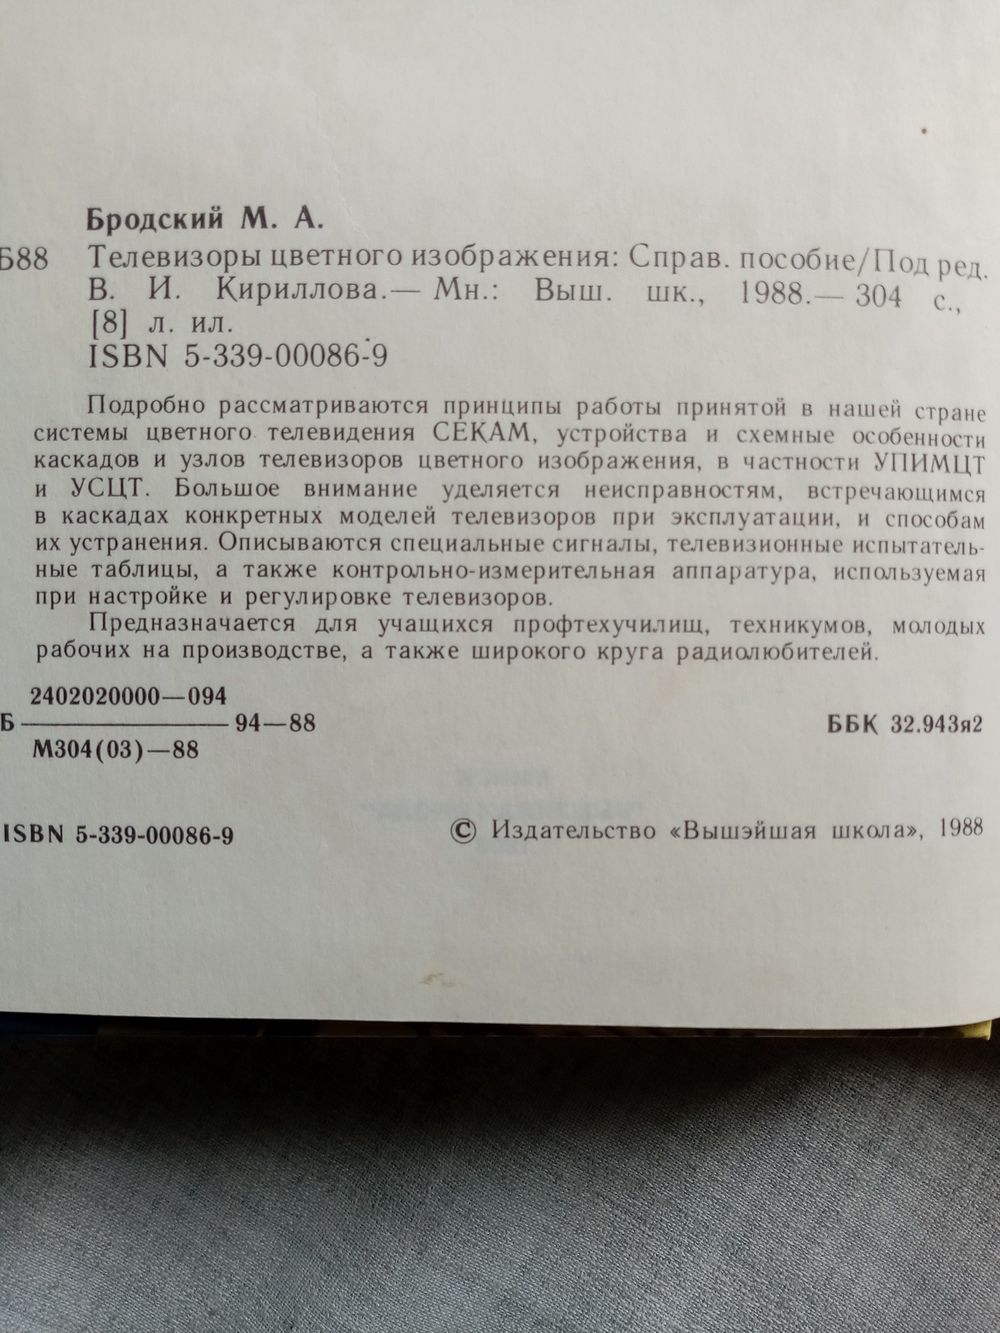 Бродский М. А.
Б88 Телевизоры цветного изображения: Справ. пособие/Под ред.
В. И. Кириллова.— Мн.: Выш. шк., 1988.— 304 с.,
[8] л. ил.
ISBN 5-339-00086-9
Подробно рассматриваются принципы работы принятой в нашей стране
системы цветного телевидения СЕКАМ, устройства и схемные особенности
каскадов и узлов телевизоров цветного изображения, в частности УПИМЦТ
и УСЦТ. Большое внимание уделяется неисправностям, встречающимся
в каскадах конкретных моделей телевизоров при эксплуатации, и способам
их устранения. Описываются специальные сигналы, телевизионные испытатель-
ные таблицы, а также контрольно-измерительная аппаратура, используемая
при настройке и регулировке телевизоров.
Предназначается для учащихся профтехучилищ, техникумов, молодых
рабочих на производстве, а также широкого круга радиолюбителей.
2402020000—094
Б 94—88 ББК 32.943я2
М304(03)—88
ISBN 5-339-00086-9 © Издательство «Вышэйшая школа», 1988